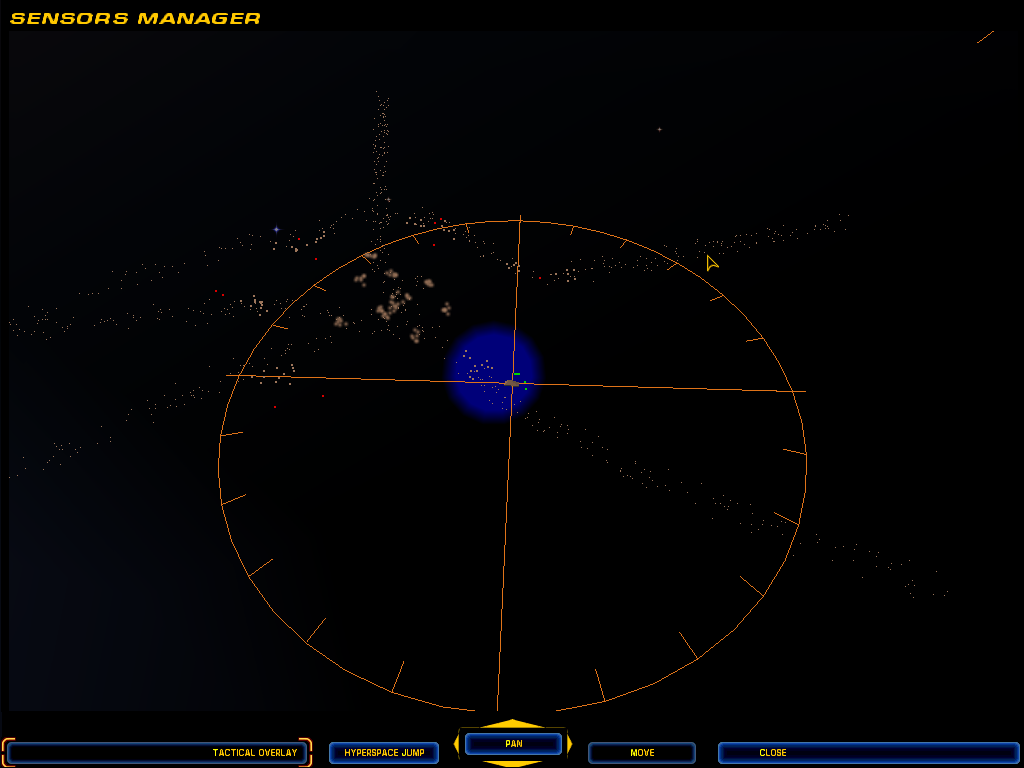 SENSORS MANAGER
TACTICAL OVERLAY
HYPERSPACE JUMP
PAN
MOVE
CLOSE